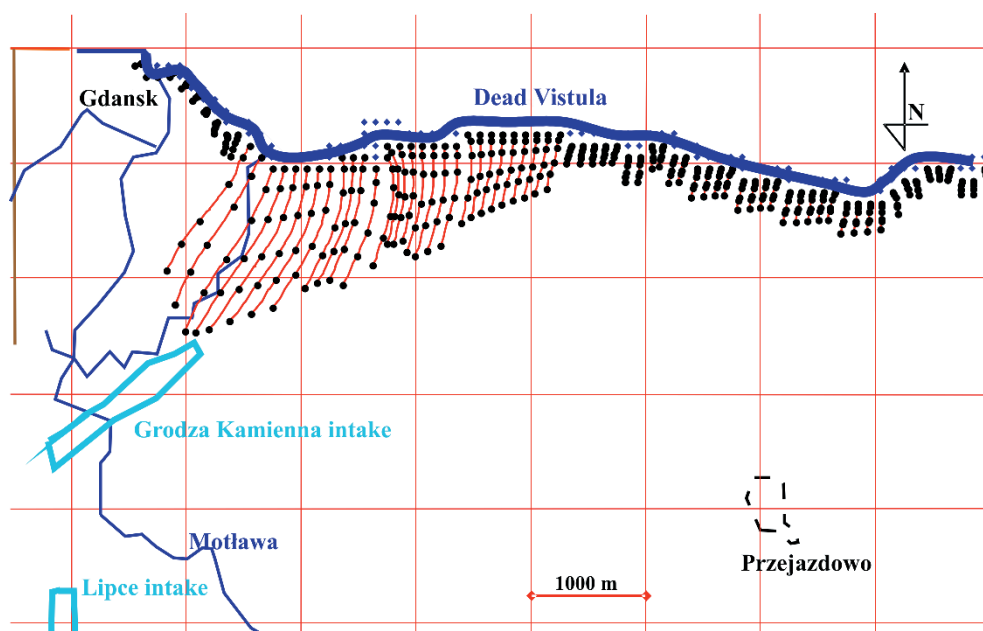 Gdansk
Dead Vistula
N
Grodza Kamienna intake
Motława
Przejazdowo
Lipce intake
1000 m